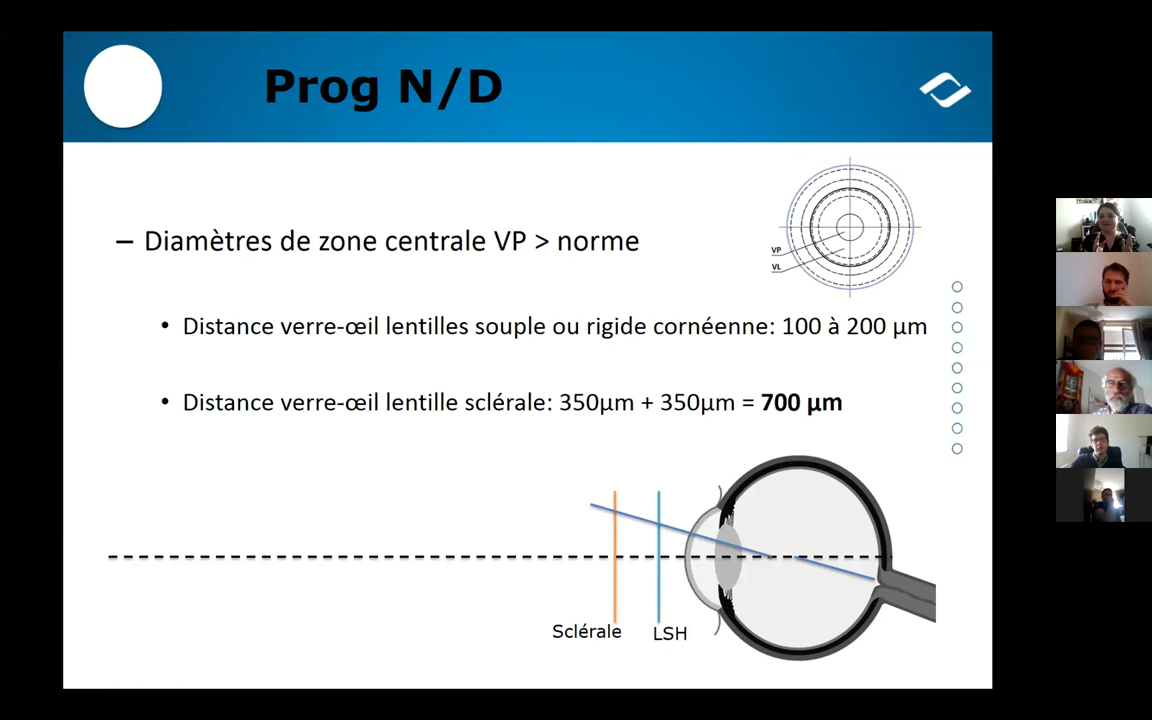 Prog N/D
– Diamètres de zone centrale VP > norme
VP
VL
• Distance verre-œil lentilles souple ou rigide cornéenne: 100 à 200 µm
• Distance verre-œil lentille sclérale: 350µm + 350µm = 700 µm
Sclérale
LSH